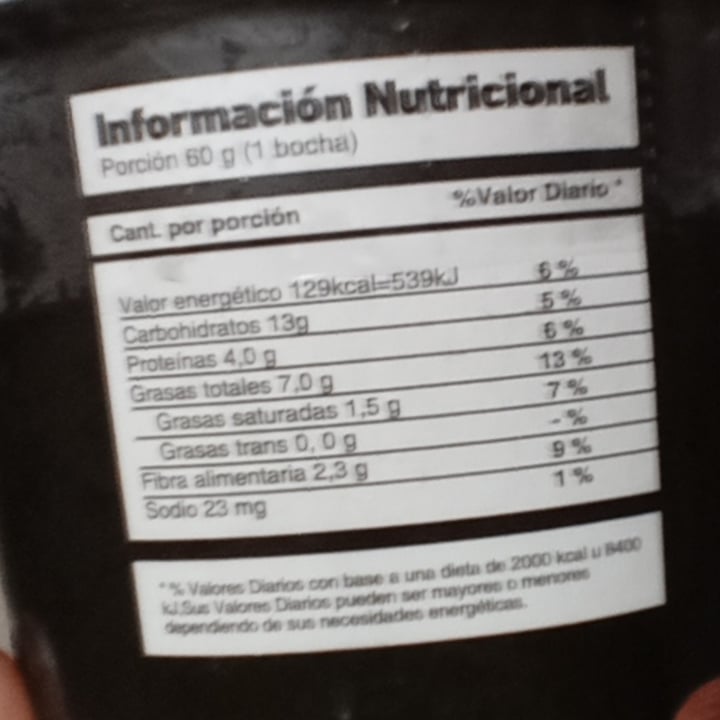 Información Nutricional
Porción 60 g (1 bocha)
Cant. por porción %Valor Diario *
Valor energético 129kcal=539kJ 6 %
Carbohidratos 13g 5 %
Proteínas 4,0 g 6 %
Grasas totales 7,0 g 13 %
Grasas saturadas 1,5 g 7 %
Grasas trans 0, 0 g - %
Fibra alimentaria 2,3 g 9 %
Sodio 23 mg 1 %
*% Valores Diarios con base a una dieta de 2000 kcal u 8400
kJ.Sus Valores Diarios pueden ser mayores o menores
dependiendo de sus necesidades energéticas.